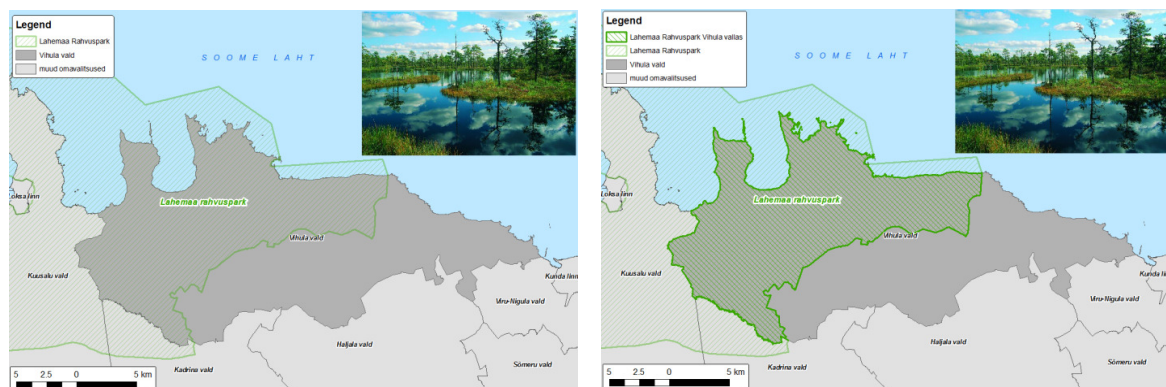 Legend
Lahemaa Rahvuspark
Vihula vald
muud omavalitsused
SOOME LAHT
Lahemaa rahvuspark
Loksa linn
Vihula vald
Kuusalu vald
Kunda linn
Viru-Nigula vald
Haljala vald
Sõmeru vald
Kadrina vald
5 2.5 0 5 km
Legend
Lahemaa Rahvuspark Vihula vallas
Lahemaa Rahvuspark
Vihula vald
muud omavalitsused
SOOME LAHT
Lahemaa rahvuspark
Loksa linn
Vihula vald
Kuusalu vald
Kunda linn
Viru-Nigula vald
Haljala vald
Sõmeru vald
Kadrina vald
5 2.5 0 5 km